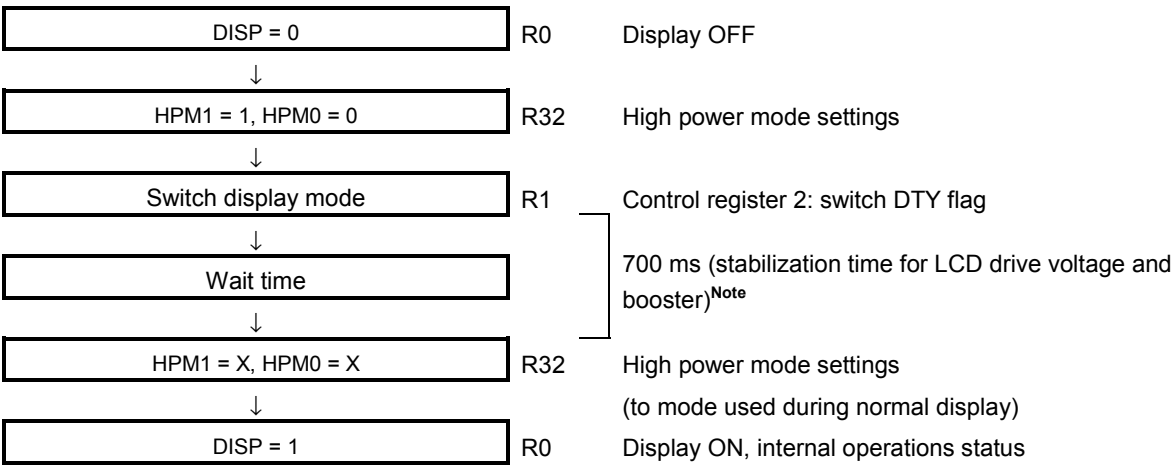 DISP = 0 R0 Display OFF
↓
HPM1 = 1, HPM0 = 0 R32 High power mode settings
↓
Switch display mode R1 Control register 2: switch DTY flag
↓
Wait time
700 ms (stabilization time for LCD drive voltage and
booster)Note
↓
HPM1 = X, HPM0 = X R32 High power mode settings
↓
(to mode used during normal display)
DISP = 1 R0 Display ON, internal operations status